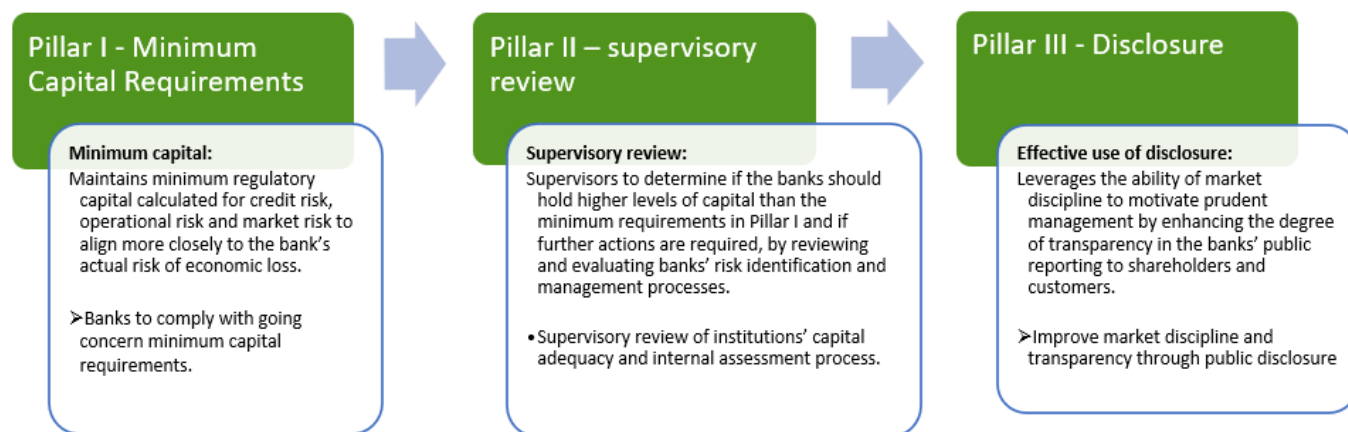 Pillar I - Minimum
Capital Requirements
Minimum capital:
Maintains minimum regulatory
capital calculated for credit risk,
operational risk and market risk to
align more closely to the bank's
actual risk of economic loss.
➢Banks to comply with going
concern minimum capital
requirements.
Pillar II – supervisory
review
Supervisory review:
Supervisors to determine if the banks should
hold higher levels of capital than the
minimum requirements in Pillar I and if
further actions are required, by reviewing
and evaluating banks' risk identification and
management processes.
•Supervisory review of institutions' capital
adequacy and internal assessment process.
Pillar III - Disclosure
Effective use of disclosure:
Leverages the ability of market
discipline to motivate prudent
management by enhancing the degree
of transparency in the banks' public
reporting to shareholders and
customers.
➢Improve market discipline and
transparency through public disclosure